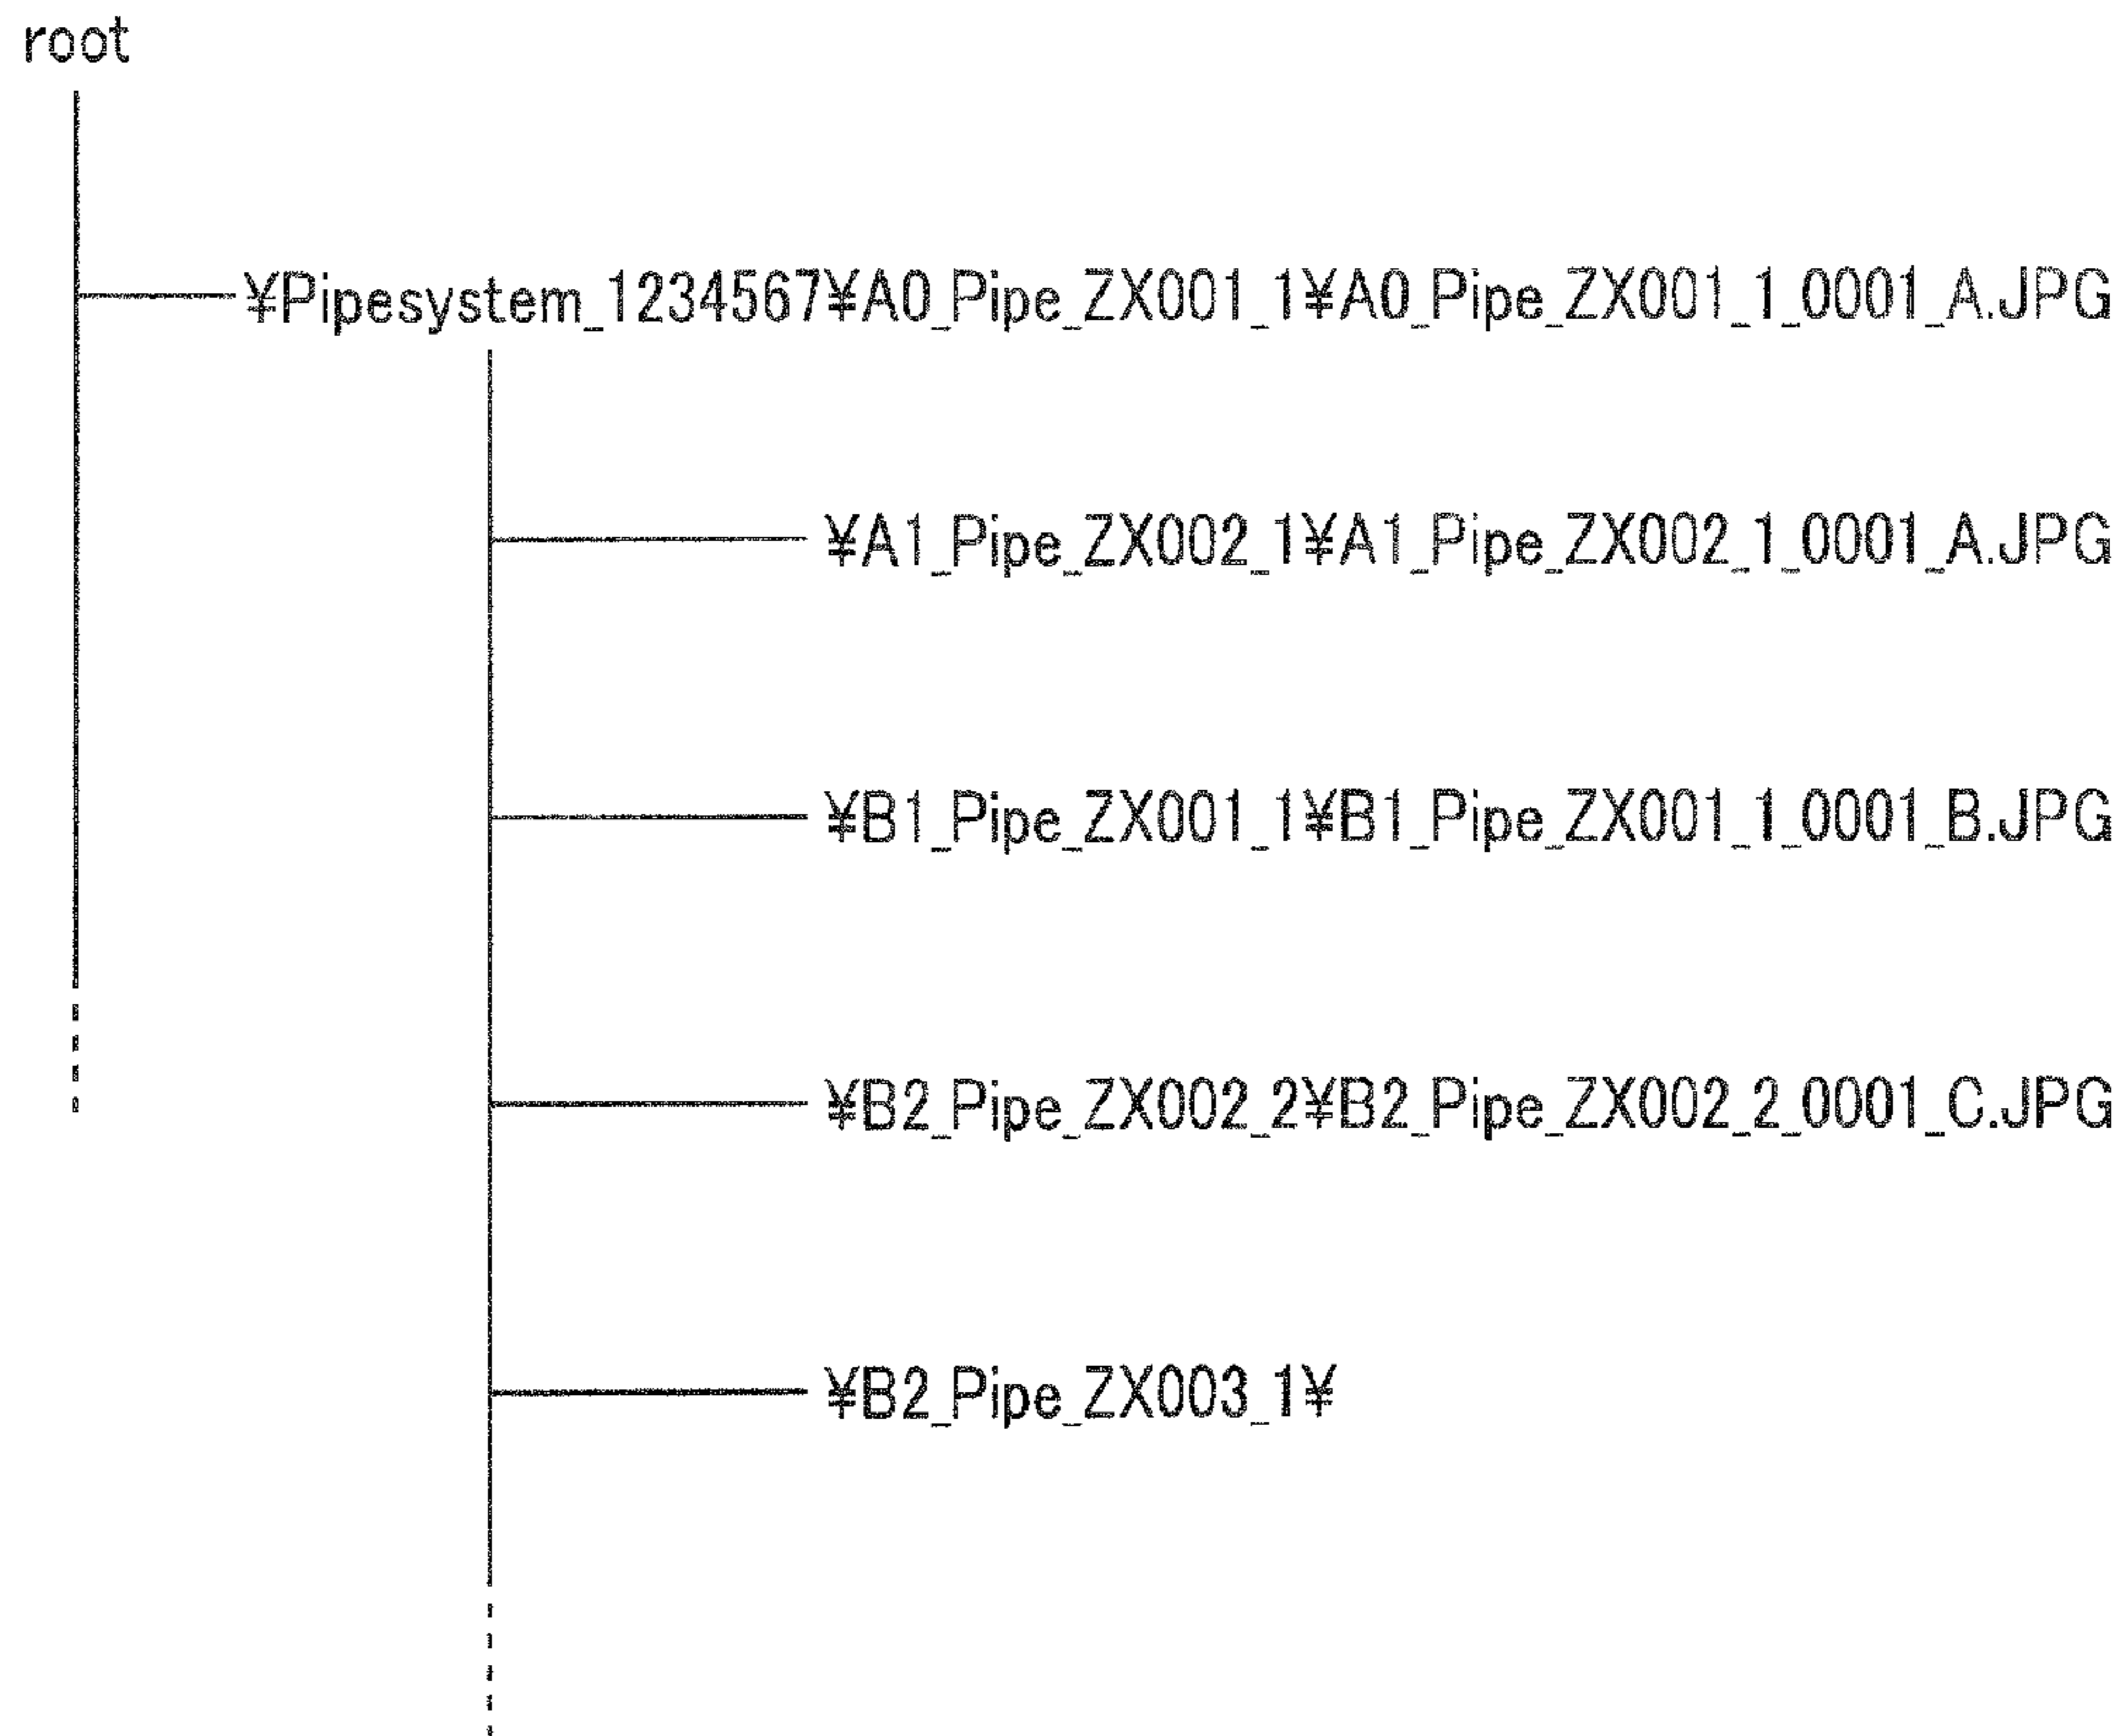 root
¥Pipesystem_1234567¥A0_Pipe_ZX001_1¥A0_Pipe_ZX001_1_0001_A.JPG
¥A1_Pipe_ZX002_1¥A1_Pipe_ZX002_1_0001_A.JPG
¥B1_Pipe_ZX001_1¥B1_Pipe_ZX001_1_0001_B.JPG
¥B2_Pipe_ZX002_2¥B2_Pipe_ZX002_2_0001_C.JPG
¥B2_Pipe_ZX003_1¥